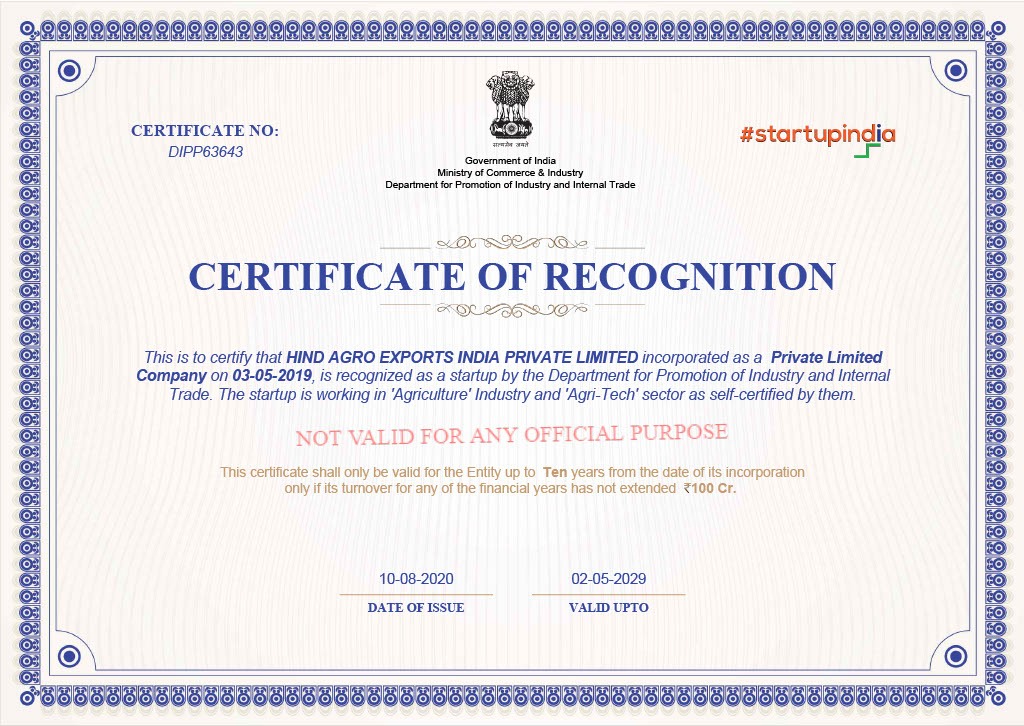 CERTIFICATE NO:
DIPP63643
सत्यमेव जयते
Government of India
Ministry of Commerce & Industry
Department for Promotion of Industry and Internal Trade
#startupindia
CERTIFICATE OF RECOGNITION
This is to certify that HIND AGRO EXPORTS INDIA PRIVATE LIMITED incorporated as a Private Limited
Company on 03-05-2019, is recognized as a startup by the Department for Promotion of Industry and Internal
Trade. The startup is working in 'Agriculture' Industry and 'Agri-Tech' sector as self-certified by them.
NOT VALID FOR ANY OFFICIAL PURPOSE
This certificate shall only be valid for the Entity up to Ten years from the date of its incorporation
only if its turnover for any of the financial years has not extended ₹100 Cr.
10-08-2020
DATE OF ISSUE
02-05-2029
VALID UPTO